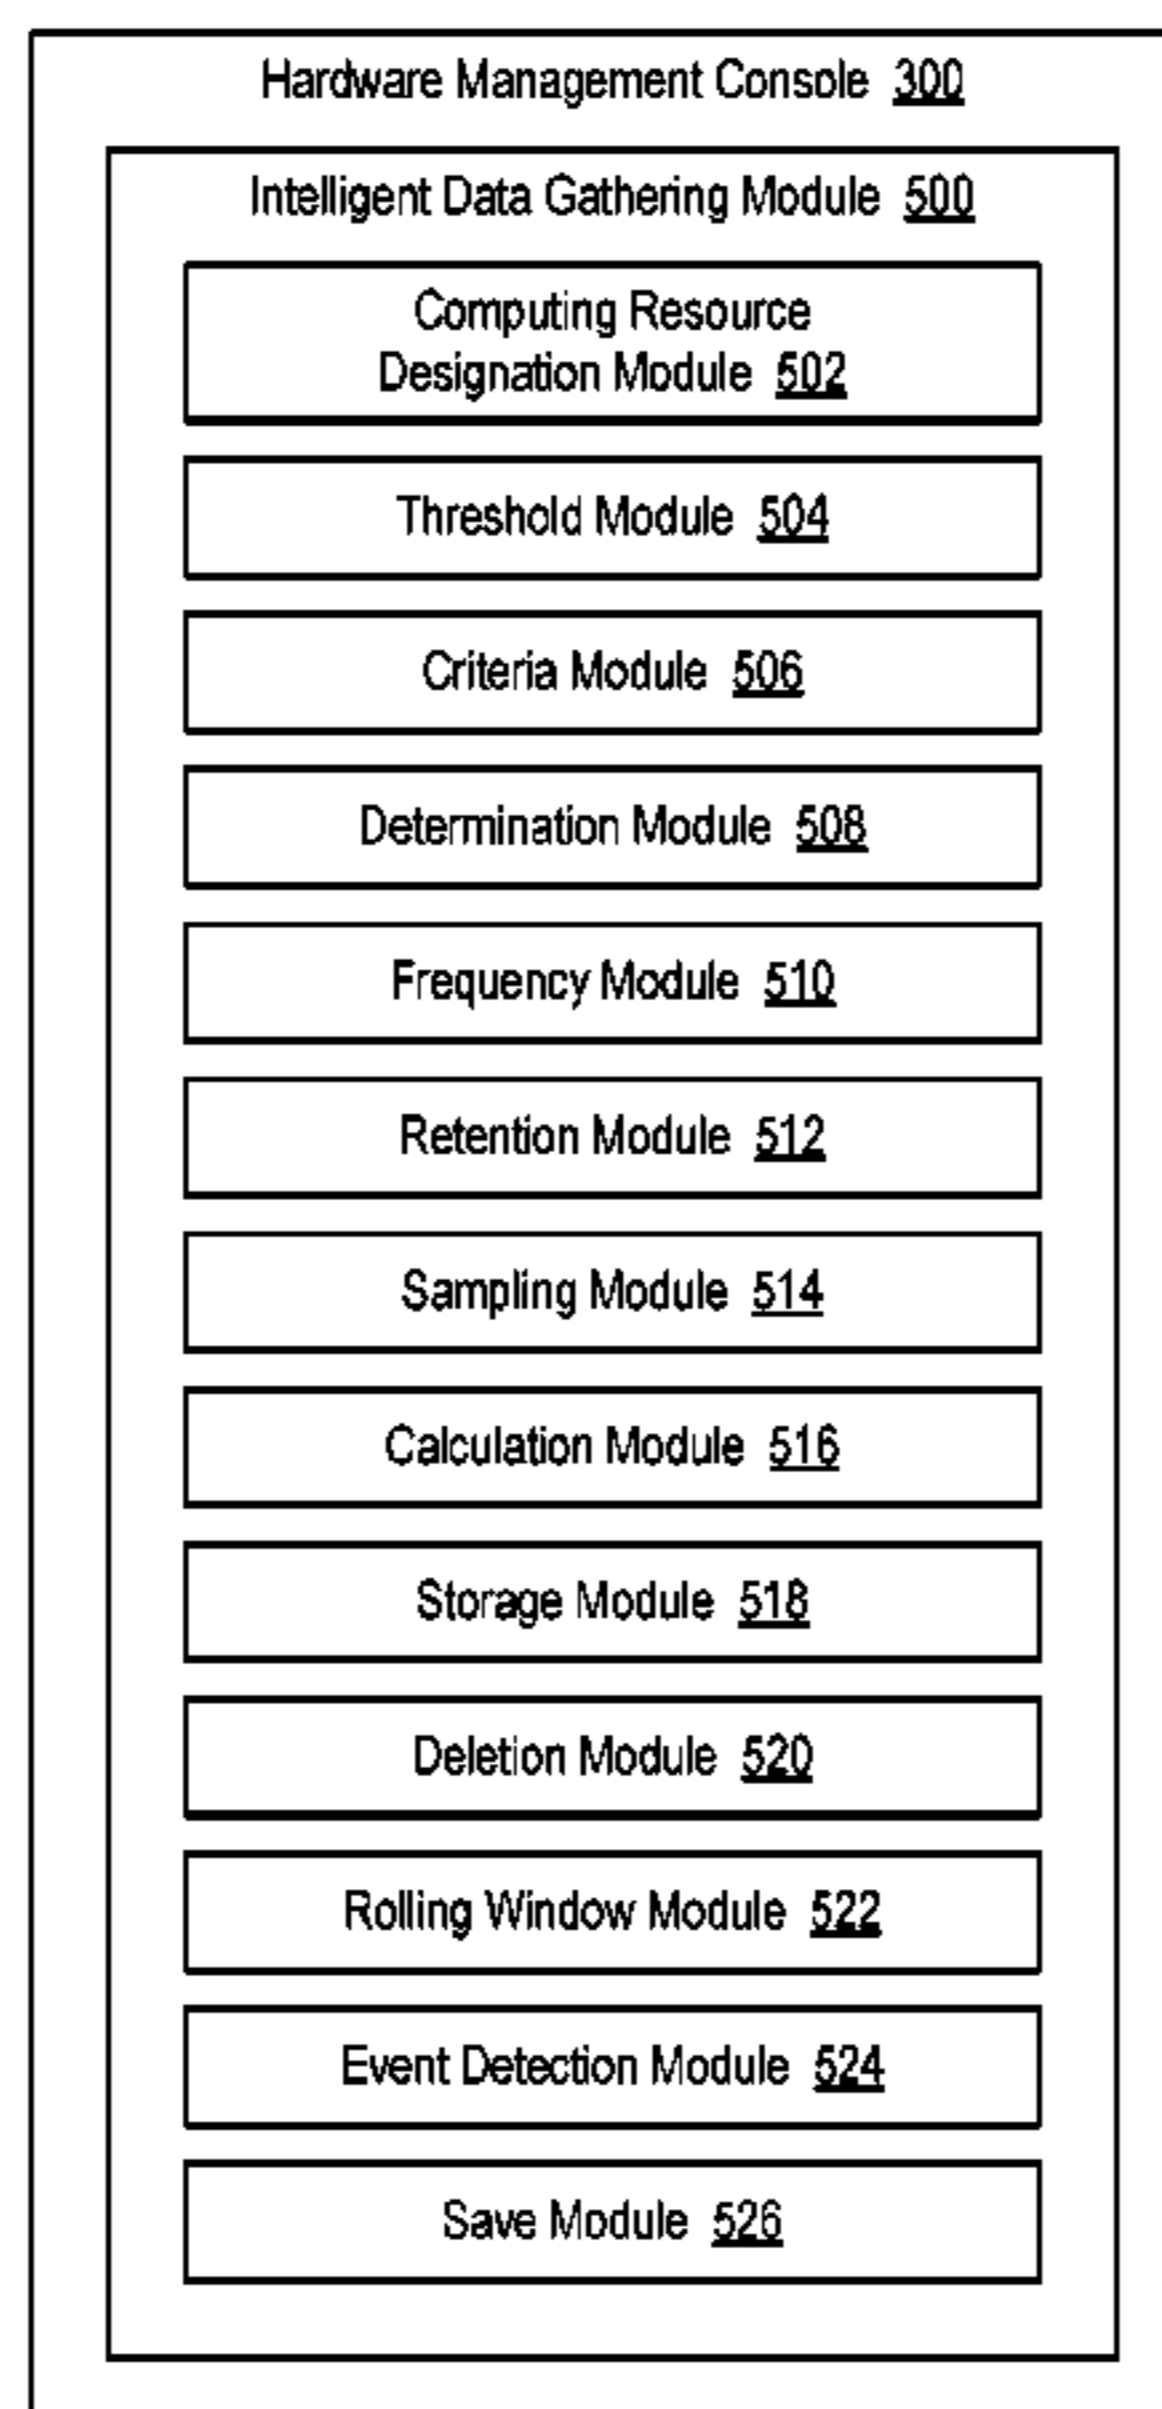 Hardware Management Console 300
Intelligent Data Gathering Module 500
Computing Resource
Designation Module 502
Threshold Module 504
Criteria Module 506
Determination Module 508
Frequency Module 510
Retention Module 512
Sampling Module 514
Calculation Module 516
Storage Module 518
Deletion Module 520
Rolling Window Module 522
Event Detection Module 524
Save Module 526